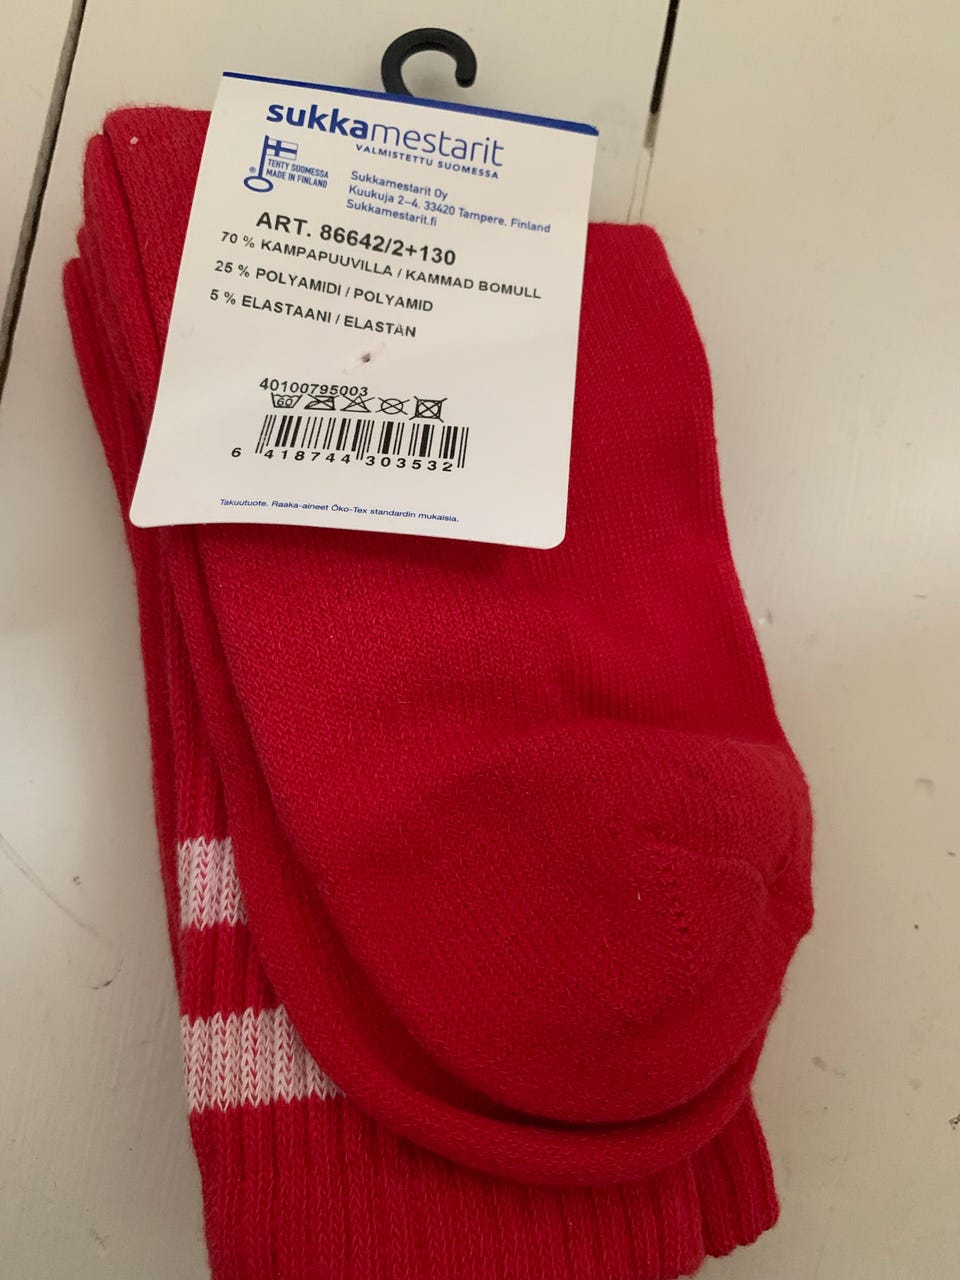 sukkamestarit
VALMISTETTU SUOMESSA
TEHTY SUOMESSA
® MADE IN FINLAND
Sukkamestarit Oy
Kuukuja 2–4, 33420 Tampere, Finland
Sukkamestarit.fi
ART. 86642/2+130
70 % KAMPAPUUVILLA / KAMMAD BOMULL
25 % POLYAMIDI / POLYAMID
5 % ELASTAANI / ELASTAN
40100795003
60
6 418744 303532
Takuutuote. Raaka-aineet Öko-Tex standardin mukaisia.